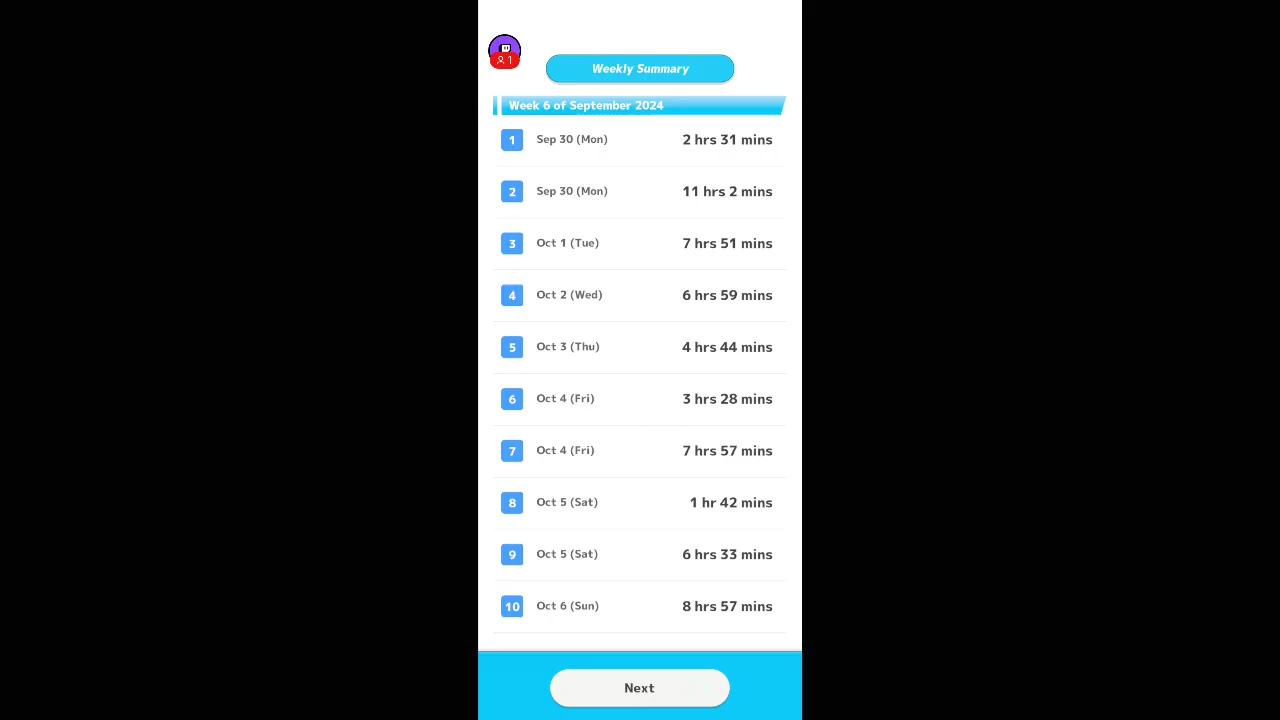 1
Weekly Summary
Week 6 of September 2024
1 Sep 30 (Mon) 2 hrs 31 mins
2 Sep 30 (Mon) 11 hrs 2 mins
3 Oct 1 (Tue) 7 hrs 51 mins
4 Oct 2 (Wed) 6 hrs 59 mins
5 Oct 3 (Thu) 4 hrs 44 mins
6 Oct 4 (Fri) 3 hrs 28 mins
7 Oct 4 (Fri) 7 hrs 57 mins
8 Oct 5 (Sat) 1 hr 42 mins
9 Oct 5 (Sat) 6 hrs 33 mins
10 Oct 6 (Sun) 8 hrs 57 mins
Next